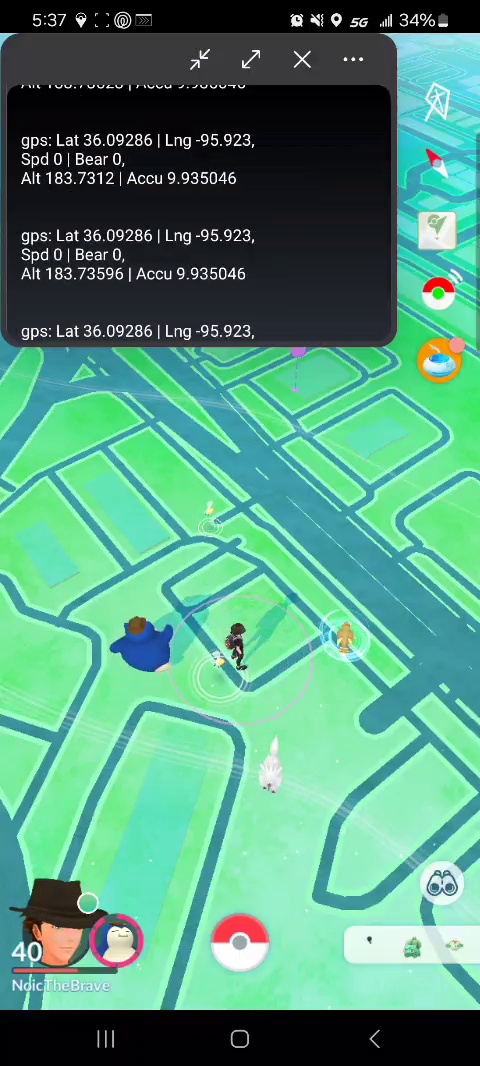 5:37
5G
34%
gps: Lat 36.09286 | Lng -95.923,
Spd 0 | Bear 0,
Alt 183.7312 | Accu 9.935046
gps: Lat 36.09286 | Lng -95.923,
Spd 0 | Bear 0,
Alt 183.73596 | Accu 9.935046
gps: Lat 36.09286 | Lng -95.923,
40
NoicTheBrave